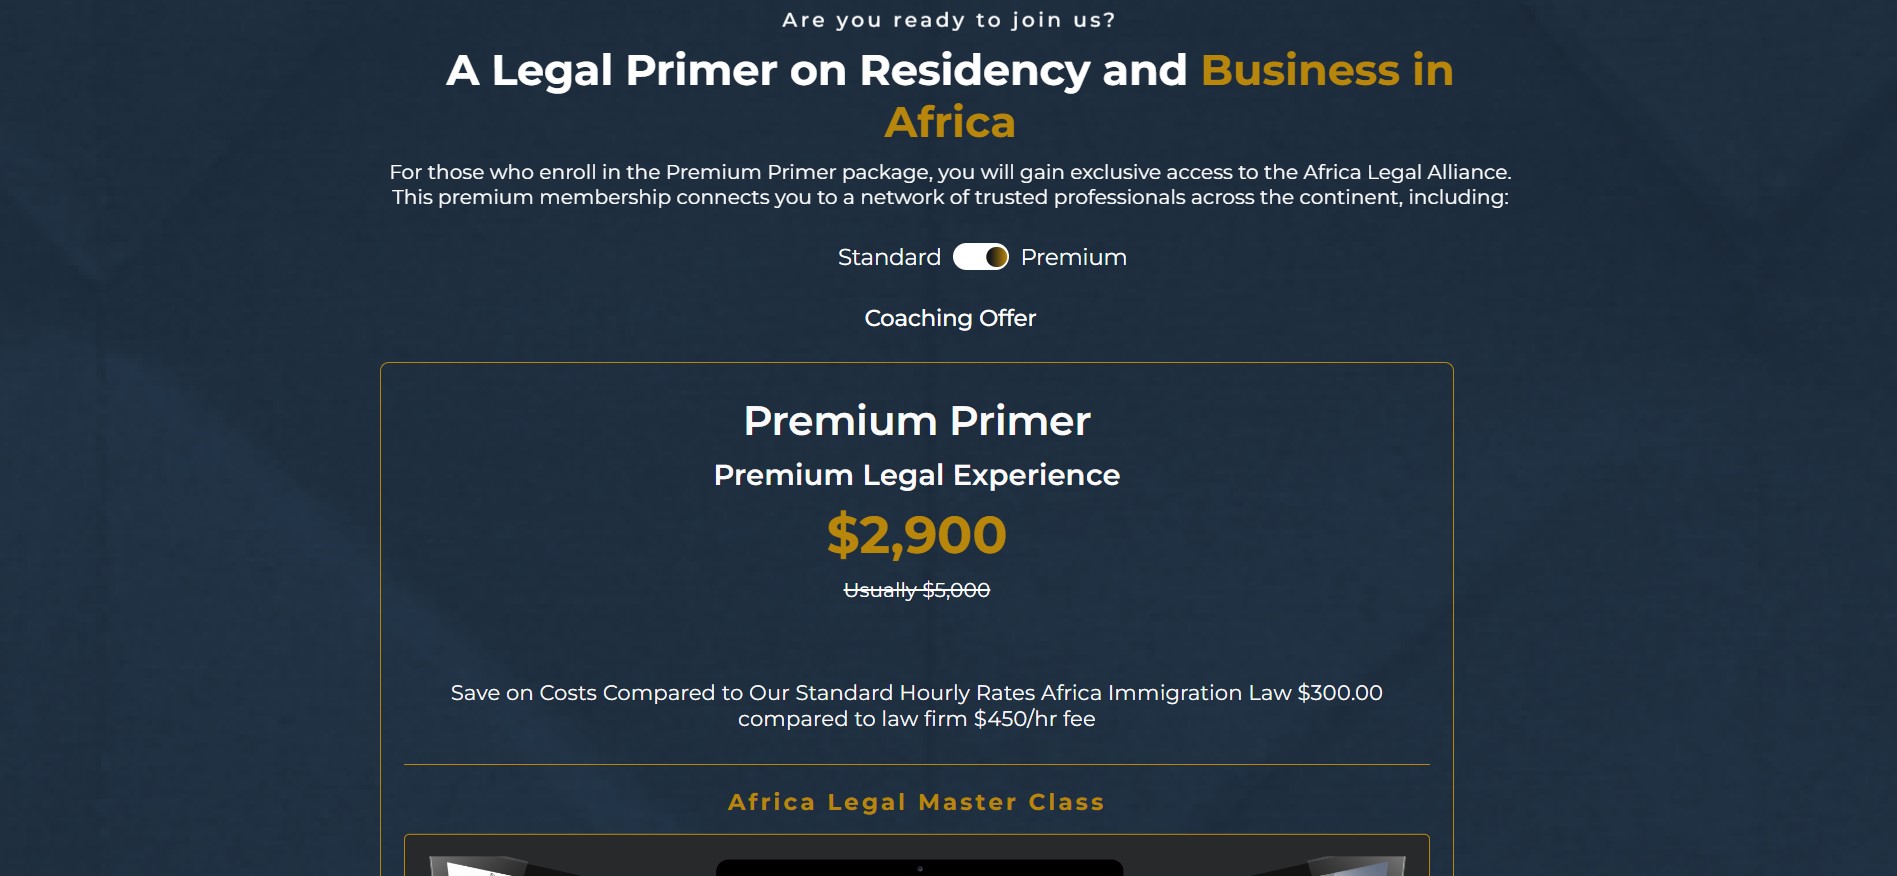 Are you ready to join us?
A Legal Primer on Residency and Business in
Africa
For those who enroll in the Premium Primer package, you will gain exclusive access to the Africa Legal Alliance.
This premium membership connects you to a network of trusted professionals across the continent, including:
Standard Premium
Coaching Offer
Premium Primer
Premium Legal Experience
$2,900
Usually $5,000
Save on Costs Compared to Our Standard Hourly Rates Africa Immigration Law $300.00
compared to law firm $450/hr fee
Africa Legal Master Class